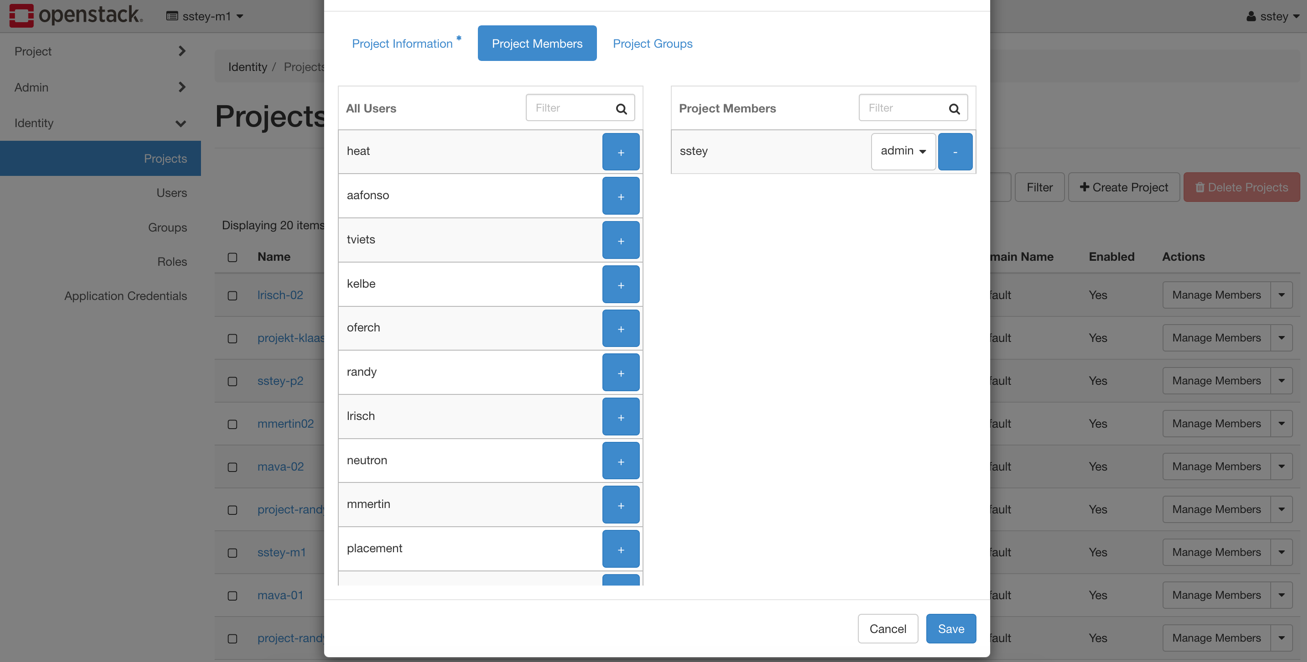 openstack.
sstey-m1
sstey
Project
Admin
Identity
Projects
Users
Groups
Roles
Application Credentials
Identity / Projects
Projects
Filter
Create Project
Delete Projects
Displaying 20 items
Name
main Name
Enabled
Actions
lrisch-02
fault
Yes
Manage Members
projekt-klaas
fault
Yes
Manage Members
sstey-p2
fault
Yes
Manage Members
mmertin02
fault
Yes
Manage Members
mava-02
fault
Yes
Manage Members
project-randy
fault
Yes
Manage Members
sstey-m1
fault
Yes
Manage Members
mava-01
fault
Yes
Manage Members
project-randy
fault
Yes
Manage Members
Project Information
Project Members
Project Groups
All Users
Filter
heat
+
aafonso
+
tviets
+
kelbe
+
oferch
+
randy
+
lrisch
+
neutron
+
mmertin
+
placement
+
Project Members
Filter
sstey
admin
-
Cancel
Save